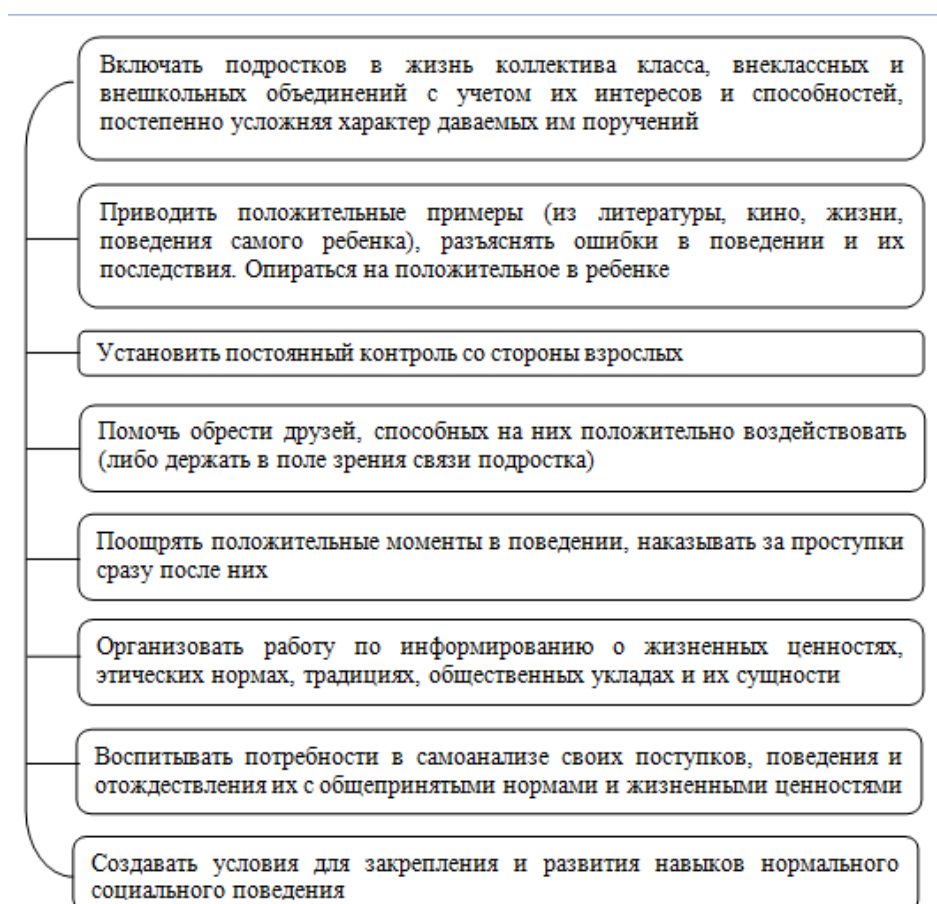 Включать подростков в жизнь коллектива класса, внеклассных и
внешкольных объединений с учетом их интересов и способностей,
постепенно усложняя характер даваемых им поручений
Приводить положительные примеры (из литературы, кино, жизни,
поведения самого ребенка), разъяснять ошибки в поведении и их
последствия. Опираться на положительное в ребенке
Установить постоянный контроль со стороны взрослых
Помочь обрести друзей, способных на них положительно воздействовать
(либо держать в поле зрения связи подростка)
Поощрять положительные моменты в поведении, наказывать за проступки
сразу после них
Организовать работу по информированию о жизненных ценностях,
этических нормах, традициях, общественных укладах и их сущности
Воспитывать потребности в самоанализе своих поступков, поведения и
отождествления их с общепринятыми нормами и жизненными ценностями
Создавать условия для закрепления и развития навыков нормального
социального поведения